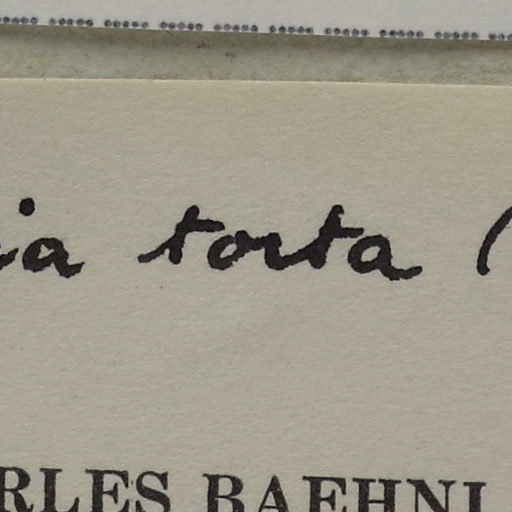 ia torta (
RLES BAEHNI